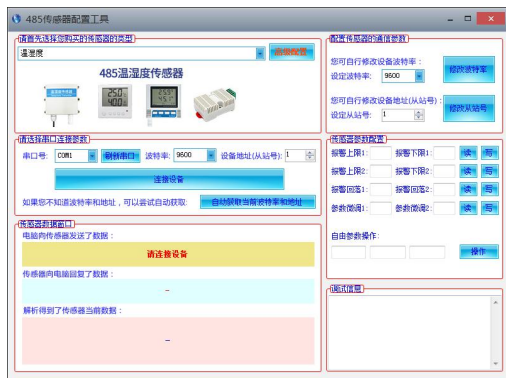 485传感器配置工具
请首先选择您购买的传感器的类型
温湿度
高级配置
485温湿度传感器
请选择串口连接参数
串口号: COM1 刷新串口 波特率: 9600 设备地址(从站号): 1
连接设备
如果您不知道波特率和地址，可以尝试自动获取: 自动获取当前波特率和地址
传感器数据窗口
电脑向传感器发送了数据：
请连接设备
传感器向电脑回复了数据：
–
解析得到了传感器当前数据：
–
配置传感器的通信参数
您可自行修改设备波特率：
设定波特率: 9600
修改波特率
您可自行修改设备地址(从站号)：
设定从站号: 1
修改从站号
传感器参数配置
报警上限1: 报警下限1: 读 写
报警上限2: 报警下限2: 读 写
报警回落1: 报警回落2: 读 写
参数微调1: 参数微调2: 读 写
自由参数操作:
操作
调试信息